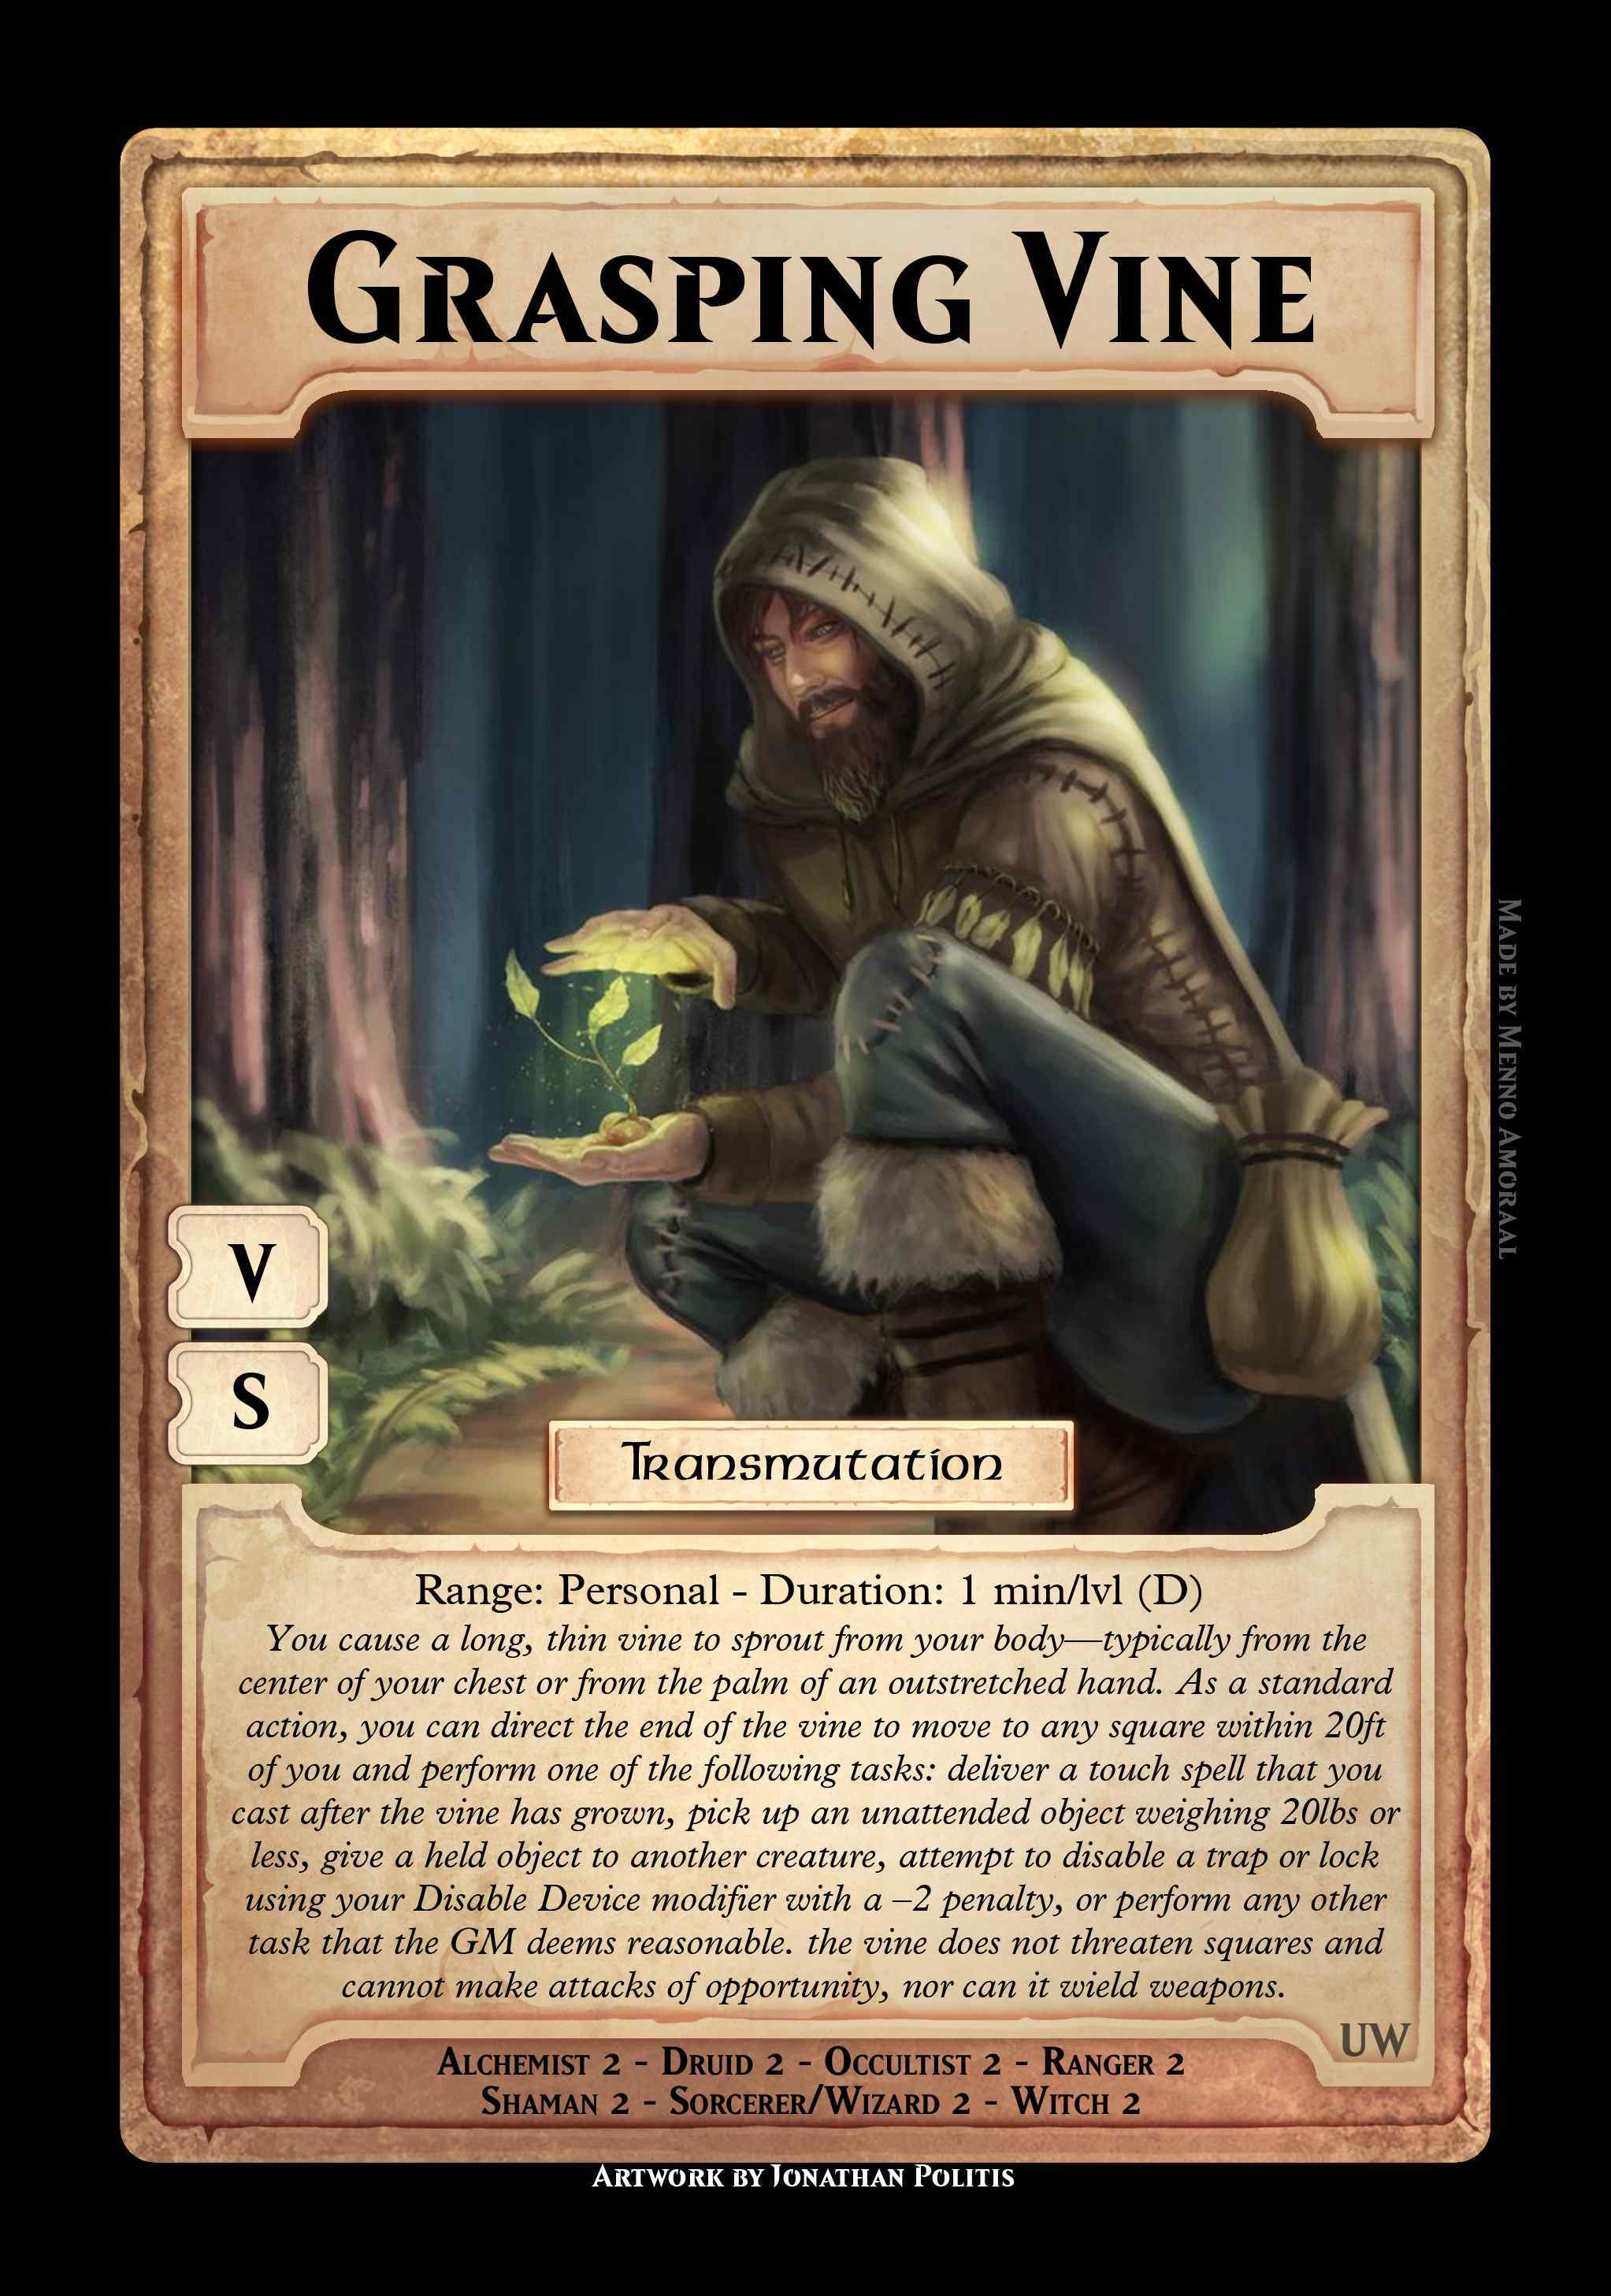 Grasping Vine
V
S
Transmutation
Range: Personal - Duration: 1 min/lvl (D)
You cause a long, thin vine to sprout from your body—typically from the
center of your chest or from the palm of an outstretched hand. As a standard
action, you can direct the end of the vine to move to any square within 20ft
of you and perform one of the following tasks: deliver a touch spell that you
cast after the vine has grown, pick up an unattended object weighing 20lbs or
less, give a held object to another creature, attempt to disable a trap or lock
using your Disable Device modifier with a –2 penalty, or perform any other
task that the GM deems reasonable. the vine does not threaten squares and
cannot make attacks of opportunity, nor can it wield weapons.
UW
Alchemist 2 - Druid 2 - Occultist 2 - Ranger 2
Shaman 2 - Sorcerer/Wizard 2 - Witch 2
Artwork by Jonathan Politis
Made by Menno Amoraal